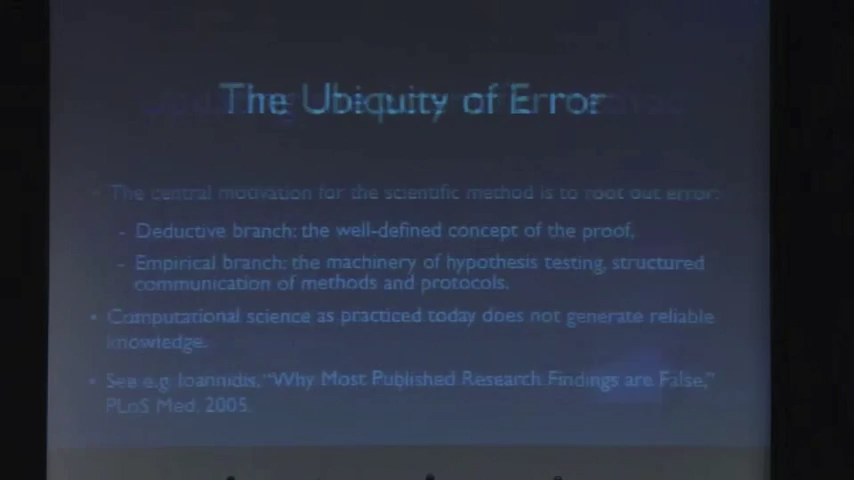 The Ubiquity of Error
- The central motivation for the scientific method is to root out error:
- Deductive branch: the well-defined concept of the proof,
- Empirical branch: the machinery of hypothesis testing, structured
communication of methods and protocols.
• Computational science as practiced today does not generate reliable
knowledge.
• See e.g. Ioannidis, “Why Most Published Research Findings are False,”
PLoS Med. 2005.